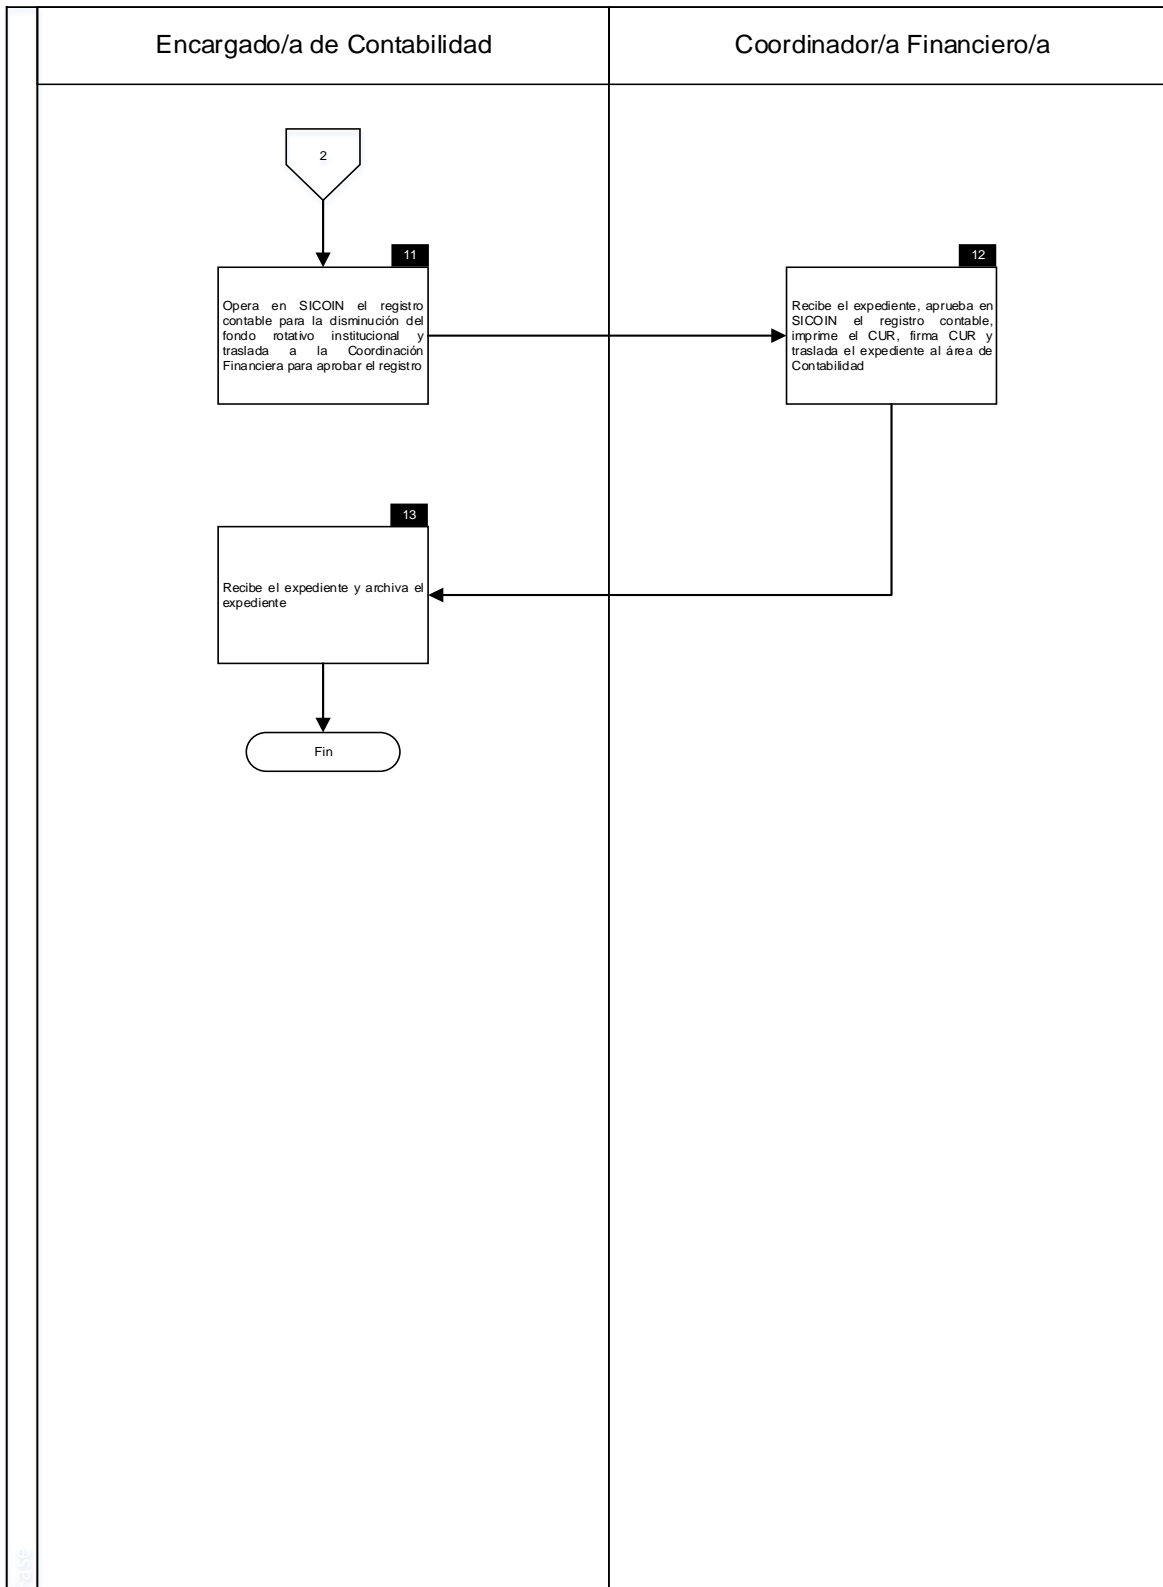 Encargado/a de Contabilidad
Coordinador/a Financiero/a
2
11
Opera en SICOIN el registro
contable para la disminución del
fondo rotativo institucional y
traslada a la Coordinación
Financiera para aprobar el registro
12
Recibe el expediente, aprueba en
SICOIN el registro contable,
imprime el CUR, firma CUR y
traslada el expediente al área de
Contabilidad
13
Recibe el expediente y archiva el
expediente
Fin